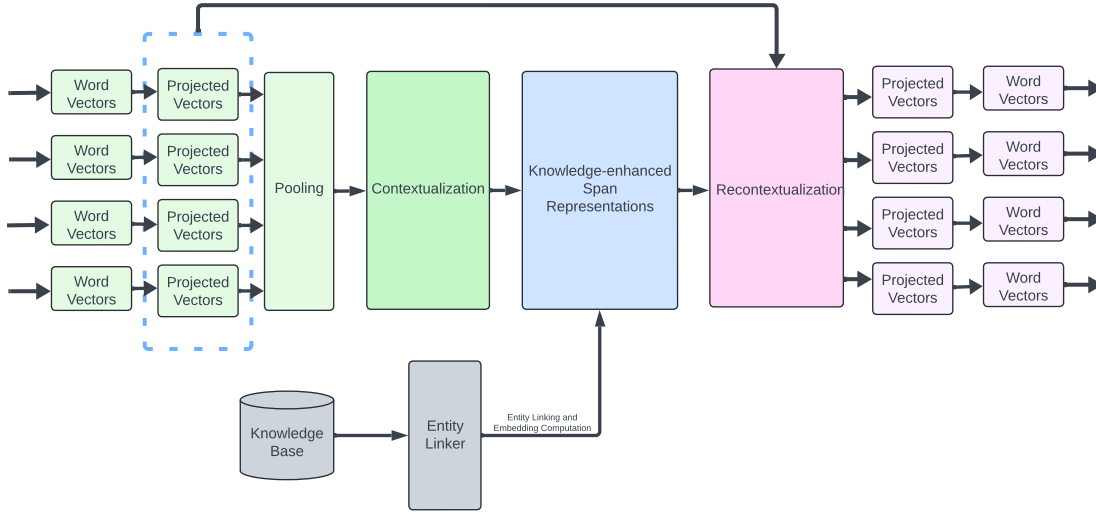 Word
Vectors
Projected
Vectors
Word
Vectors
Projected
Vectors
Word
Vectors
Projected
Vectors
Word
Vectors
Projected
Vectors
Pooling
Contextualization
Knowledge-enhanced
Span
Representations
Recontextualization
Projected
Vectors
Word
Vectors
Projected
Vectors
Word
Vectors
Projected
Vectors
Word
Vectors
Projected
Vectors
Word
Vectors
Knowledge
Base
Entity
Linker
Entity Linking and
Embedding Computation